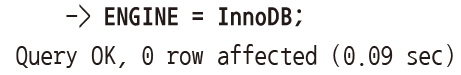 -> ENGINE = InnoDB;
Query OK, 0 row affected (0.09 sec)